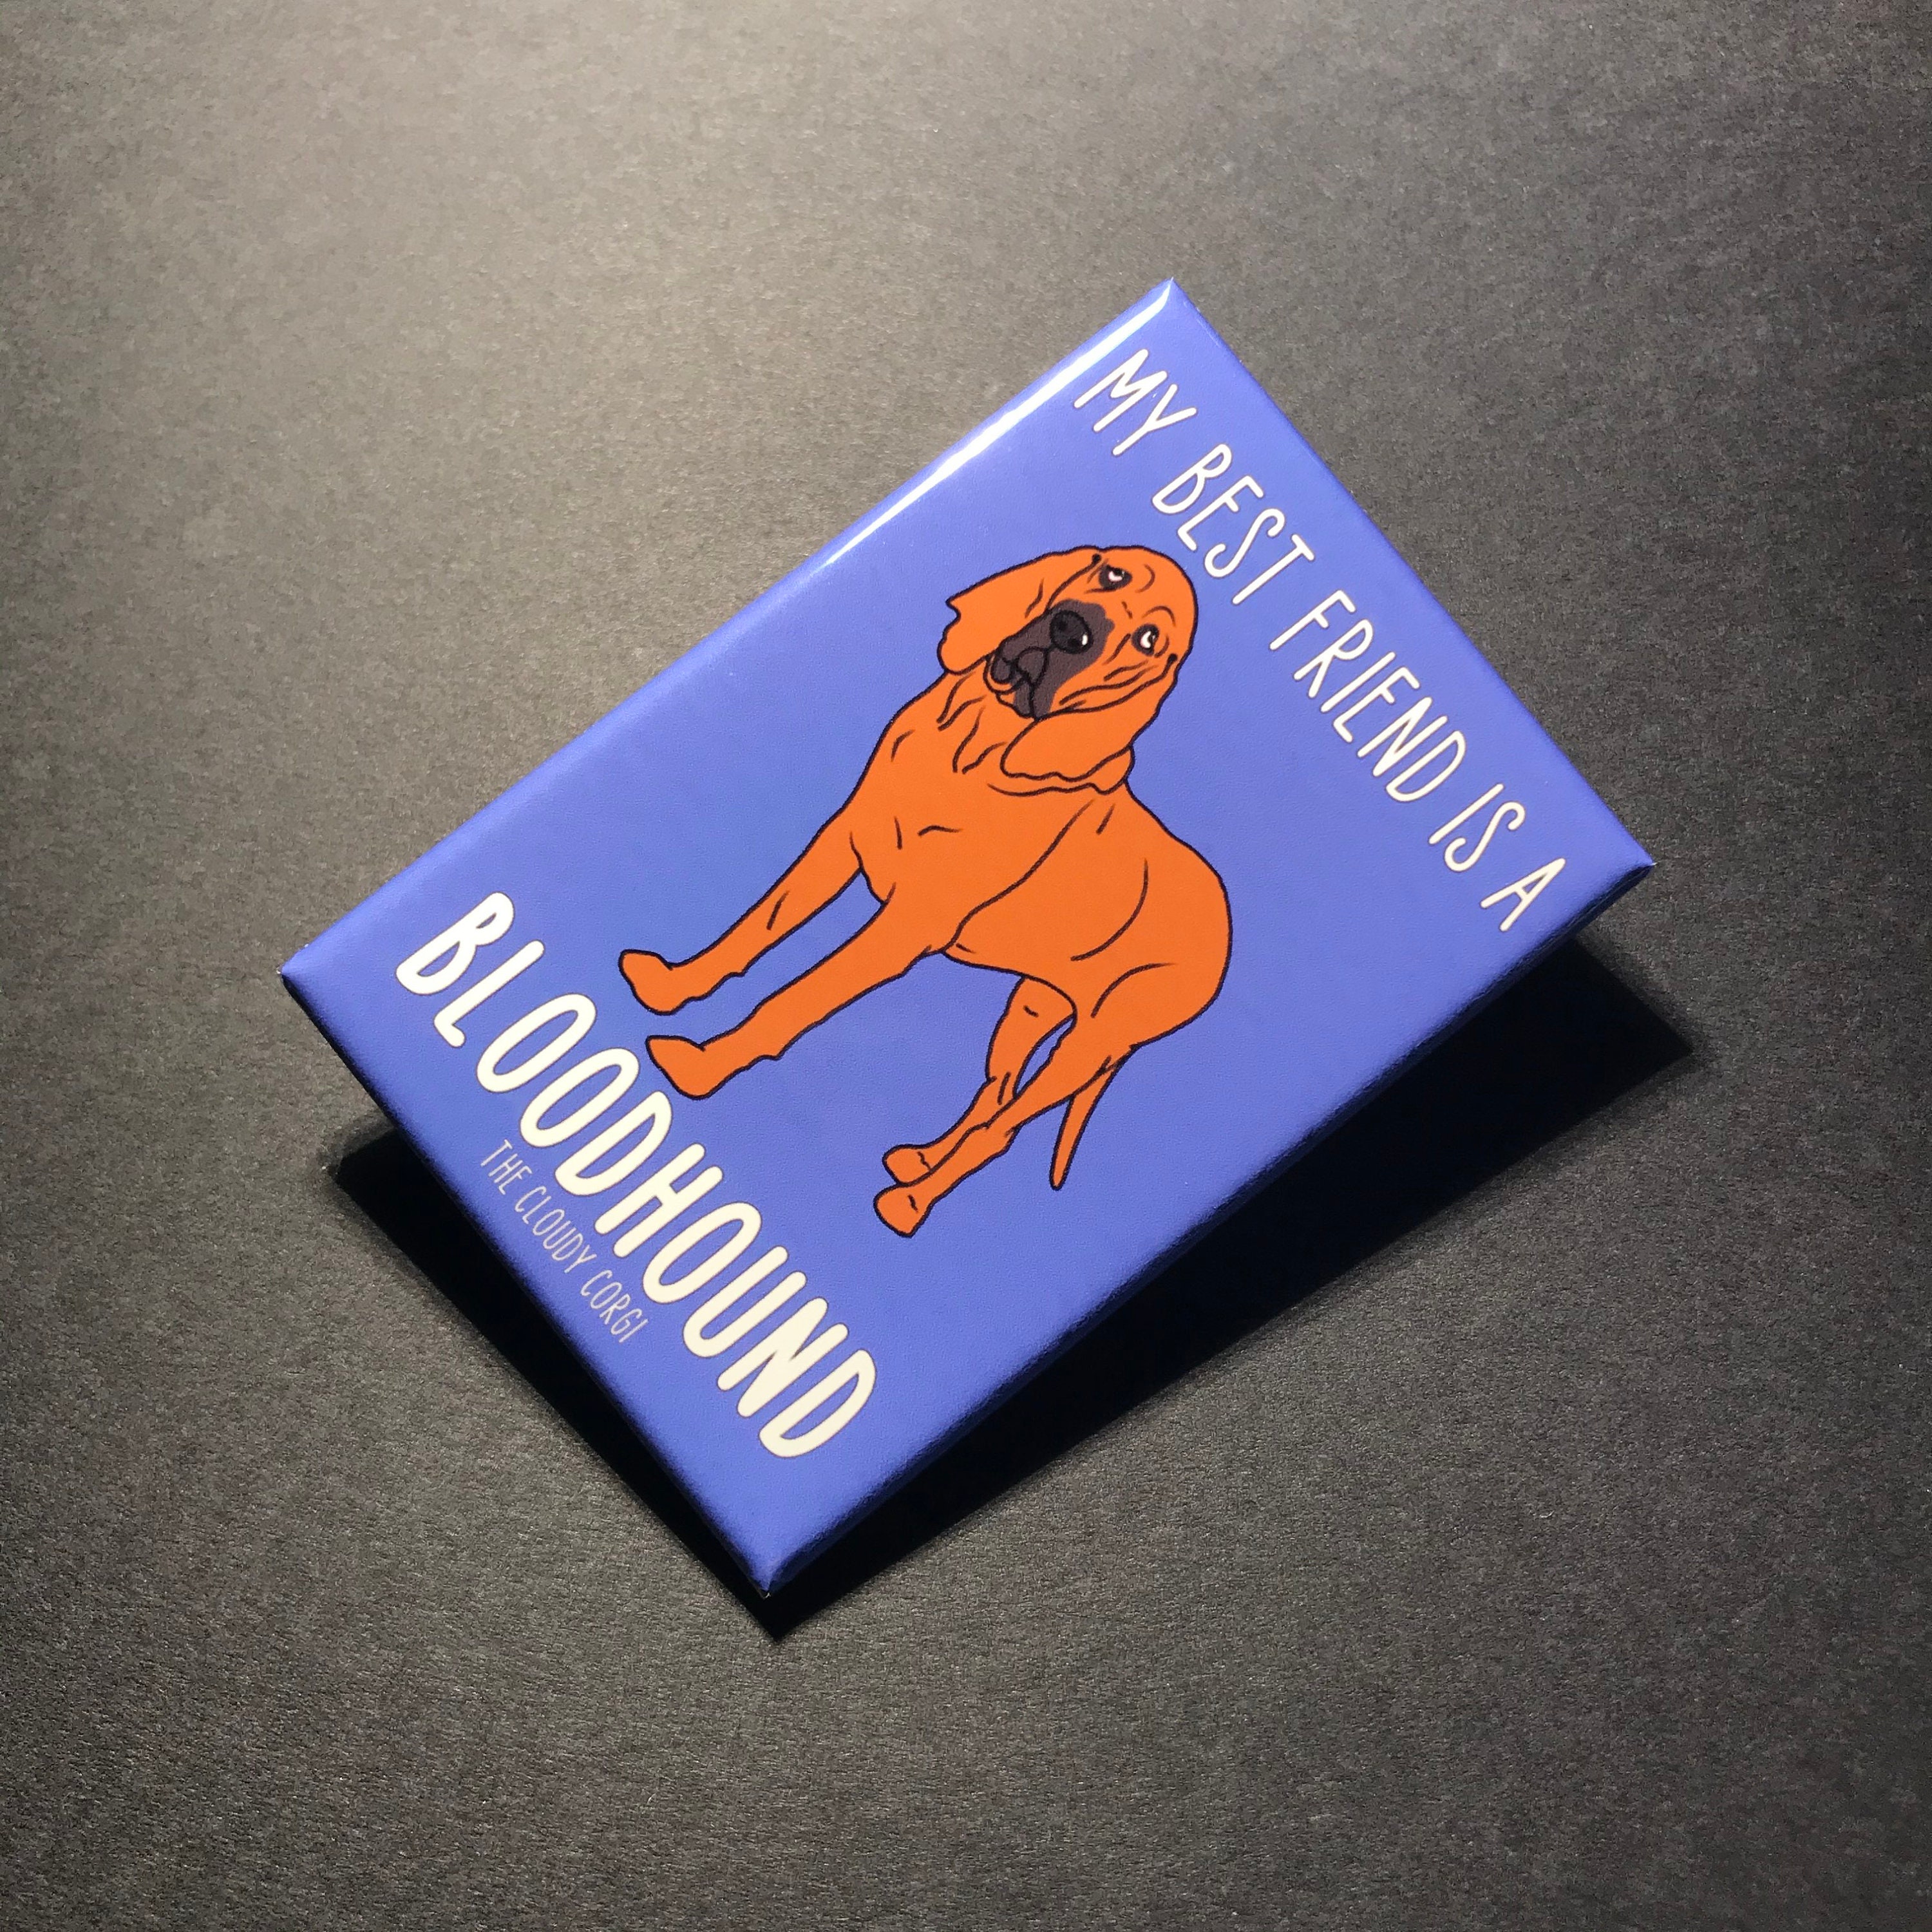 MY BEST FRIEND IS A
BLOODHOUND
THE CLOUDY CORGI